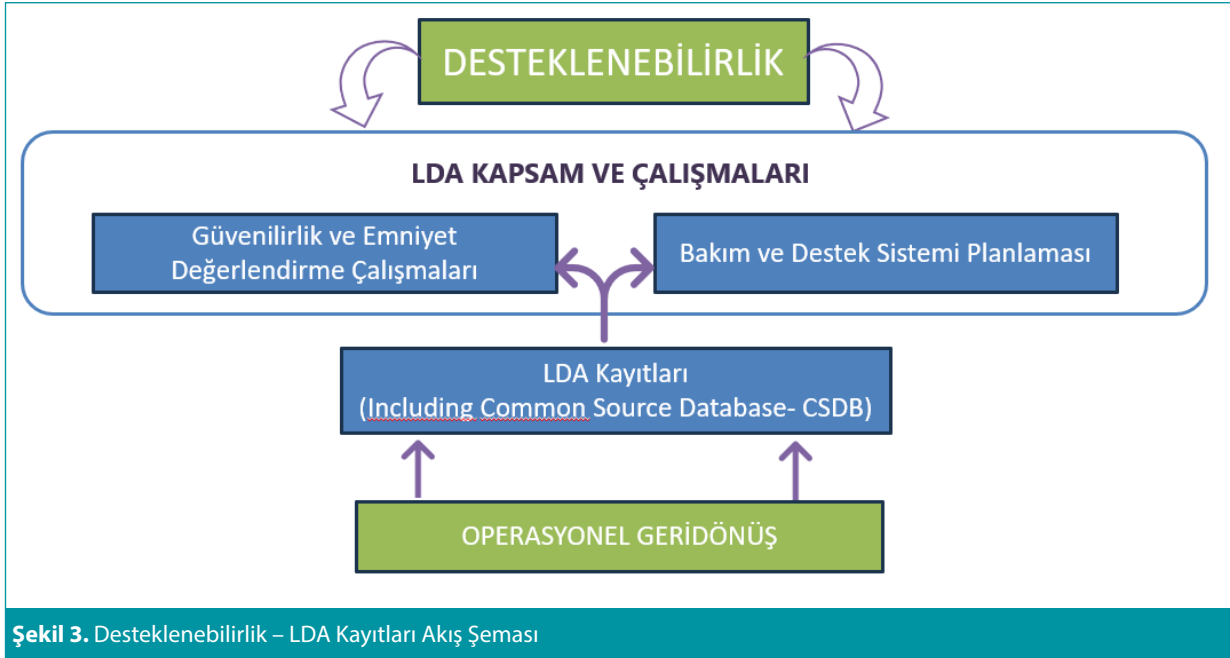 DESTEKLENEBİLİRLİK
LDA KAPSAM VE ÇALIŞMALARI
Güvenilirlik ve Emniyet
Değerlendirme Çalışmaları
Bakım ve Destek Sistemi Planlaması
LDA Kayıtları
(Including Common Source Database- CSDB)
OPERASYONEL GERİDÖNÜŞ
Şekil 3. Desteklenebilirlik – LDA Kayıtları Akış Şeması